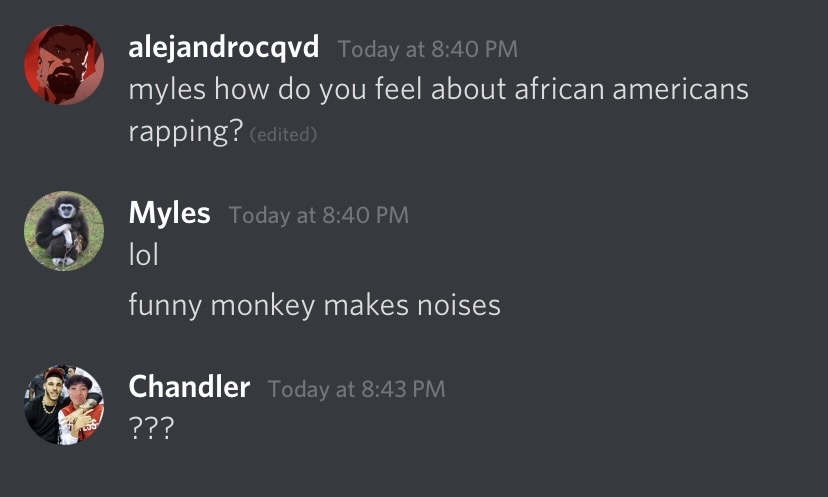 alejandrocqvd Today at 8:40 PM
myles how do you feel about african americans
rapping? (edited)
Myles Today at 8:40 PM
lol
funny monkey makes noises
Chandler Today at 8:43 PM
???